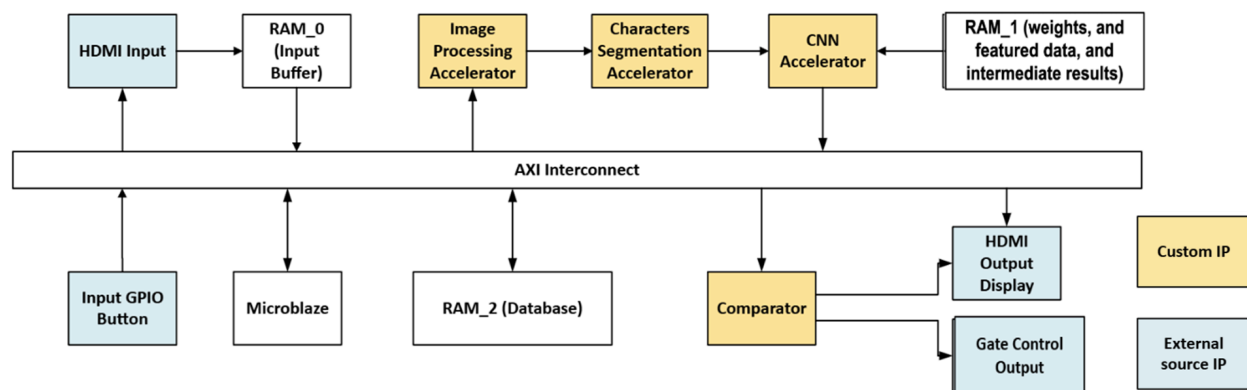 HDMI Input
RAM_0
(Input
Buffer)
Image
Processing
Accelerator
Characters
Segmentation
Accelerator
CNN
Accelerator
RAM_1 (weights, and
featured data, and
intermediate results)
AXI Interconnect
Input GPIO
Button
Microblaze
RAM_2 (Database)
Comparator
HDMI
Output
Display
Gate Control
Output
Custom IP
External
source IP